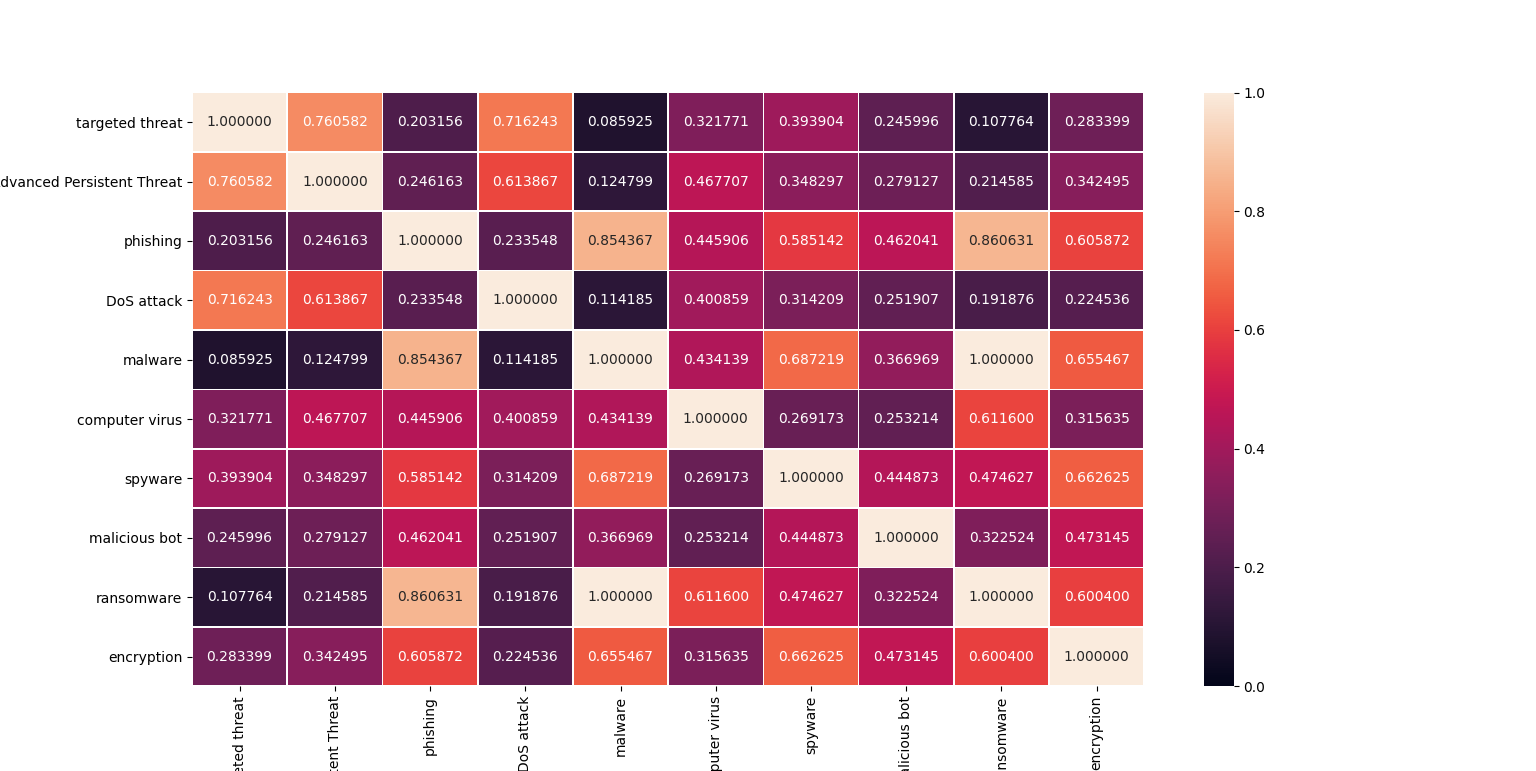 targeted threat 1.000000 0.760582 0.203156 0.716243 0.085925 0.321771 0.393904 0.245996 0.107764 0.283399 1.0
dvanced Persistent Threat 0.760582 1.000000 0.246163 0.613867 0.124799 0.467707 0.348297 0.279127 0.214585 0.342495
0.8
phishing 0.203156 0.246163 1.000000 0.233548 0.854367 0.445906 0.585142 0.462041 0.860631 0.605872
DoS attack 0.716243 0.613867 0.233548 1.000000 0.114185 0.400859 0.314209 0.251907 0.191876 0.224536
0.6
malware 0.085925 0.124799 0.854367 0.114185 1.000000 0.434139 0.687219 0.366969 1.000000 0.655467
computer virus 0.321771 0.467707 0.445906 0.400859 0.434139 1.000000 0.269173 0.253214 0.611600 0.315635
0.4
spyware 0.393904 0.348297 0.585142 0.314209 0.687219 0.269173 1.000000 0.444873 0.474627 0.662625
malicious bot 0.245996 0.279127 0.462041 0.251907 0.366969 0.253214 0.444873 1.000000 0.322524 0.473145
0.2
ransomware 0.107764 0.214585 0.860631 0.191876 1.000000 0.611600 0.474627 0.322524 1.000000 0.600400
encryption 0.283399 0.342495 0.605872 0.224536 0.655467 0.315635 0.662625 0.473145 0.600400 1.000000
0.0
eted threat
tent Threat
phishing
DoS attack
malware
puter virus
spyware
alicious bot
nsomware
encryption